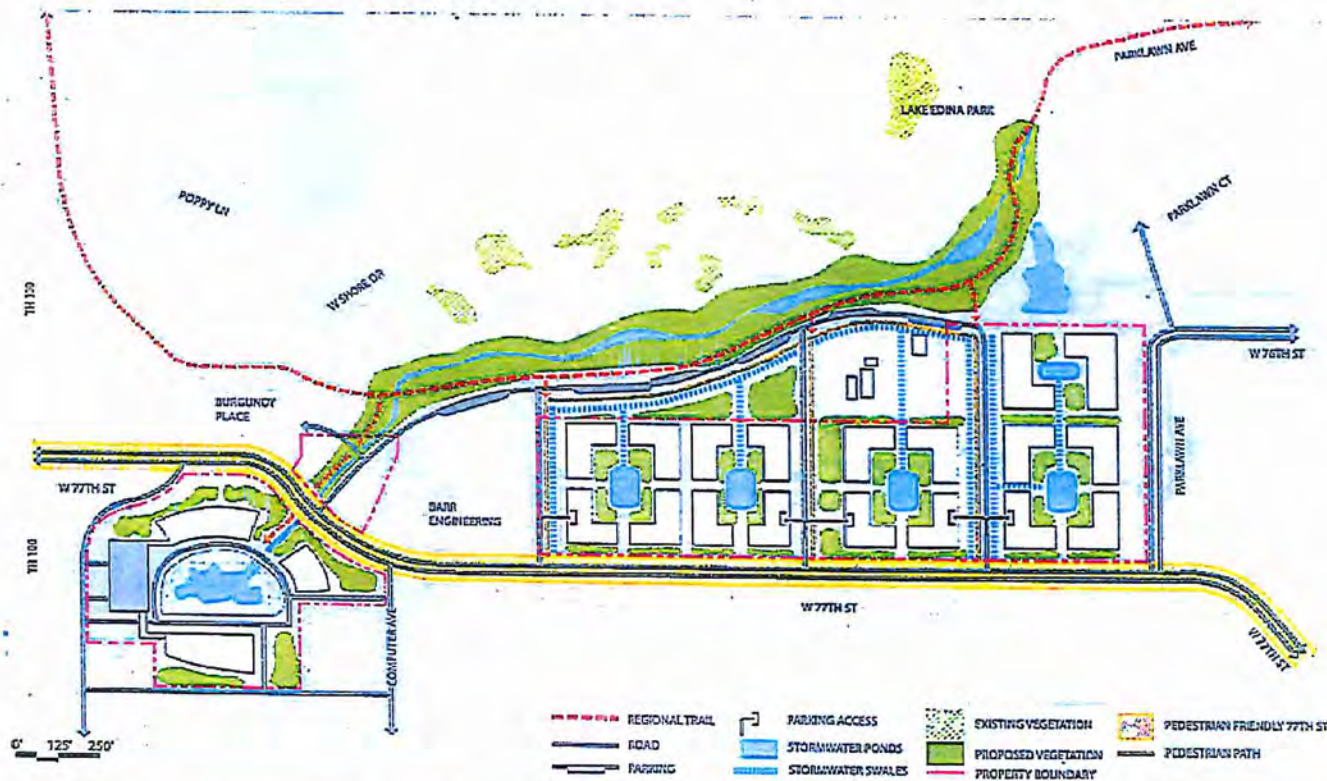 PARKLAWN AVE
LAKE EDINA PARK
POPPY LN
PARKLAWN CT
W SHORE DR
W 76TH ST
BURGUNDY
PLACE
W 77TH ST
BARR
ENGINEERING
PARKLAWN AVE
TH 100
W 77TH ST
COMPUTER AVE
W 77TH ST
0' 125' 250'
REGIONAL TRAIL
ROAD
PARKING
PARKING ACCESS
STORMWATER PONDS
STORMWATER SWALES
EXISTING VEGETATION
PROPOSED VEGETATION
PROPERTY BOUNDARY
PEDESTRIAN FRIENDLY 77TH ST
PEDESTRIAN PATH